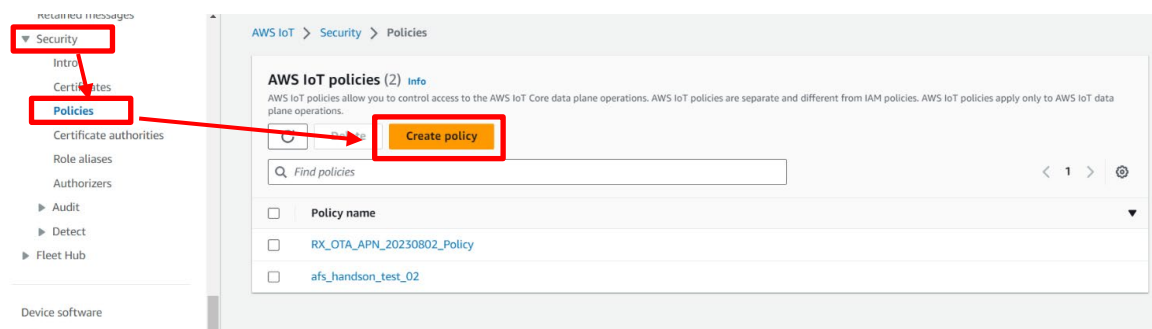 Retained messages
Security
Intro
Certificates
Policies
Certificate authorities
Role aliases
Authorizers
Audit
Detect
Fleet Hub
Device software
AWS IoT > Security > Policies
AWS IoT policies (2) Info
AWS IoT policies allow you to control access to the AWS IoT Core data plane operations. AWS IoT policies are separate and different from IAM policies. AWS IoT policies apply only to AWS IoT data
plane operations.
Delete Create policy
Find policies
1
Policy name
RX_OTA_APN_20230802_Policy
afs_handson_test_02